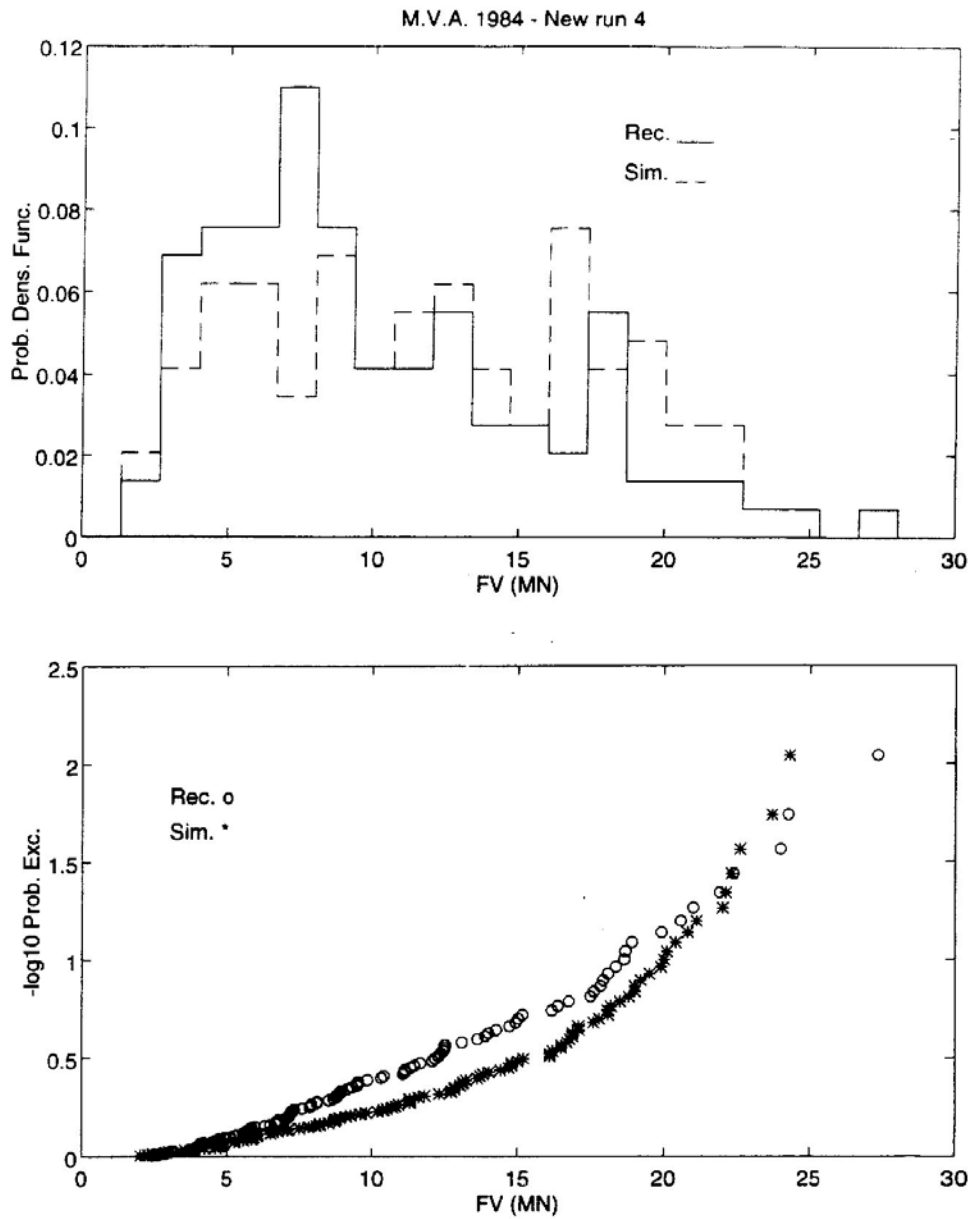 M.V.A. 1984 - New run 4
0.12
0.1
0.08
0.06
0.04
0.02
0
Prob. Dens. Func.
Rec. ___
Sim. _ _
0 5 10 15 20 25 30
FV (MN)
2.5
2
1.5
1
0.5
0
-log10 Prob. Exc.
Rec. o
Sim. *
0 5 10 15 20 25 30
FV (MN)